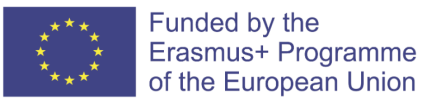 Funded by the
Erasmus+ Programme
of the European Union